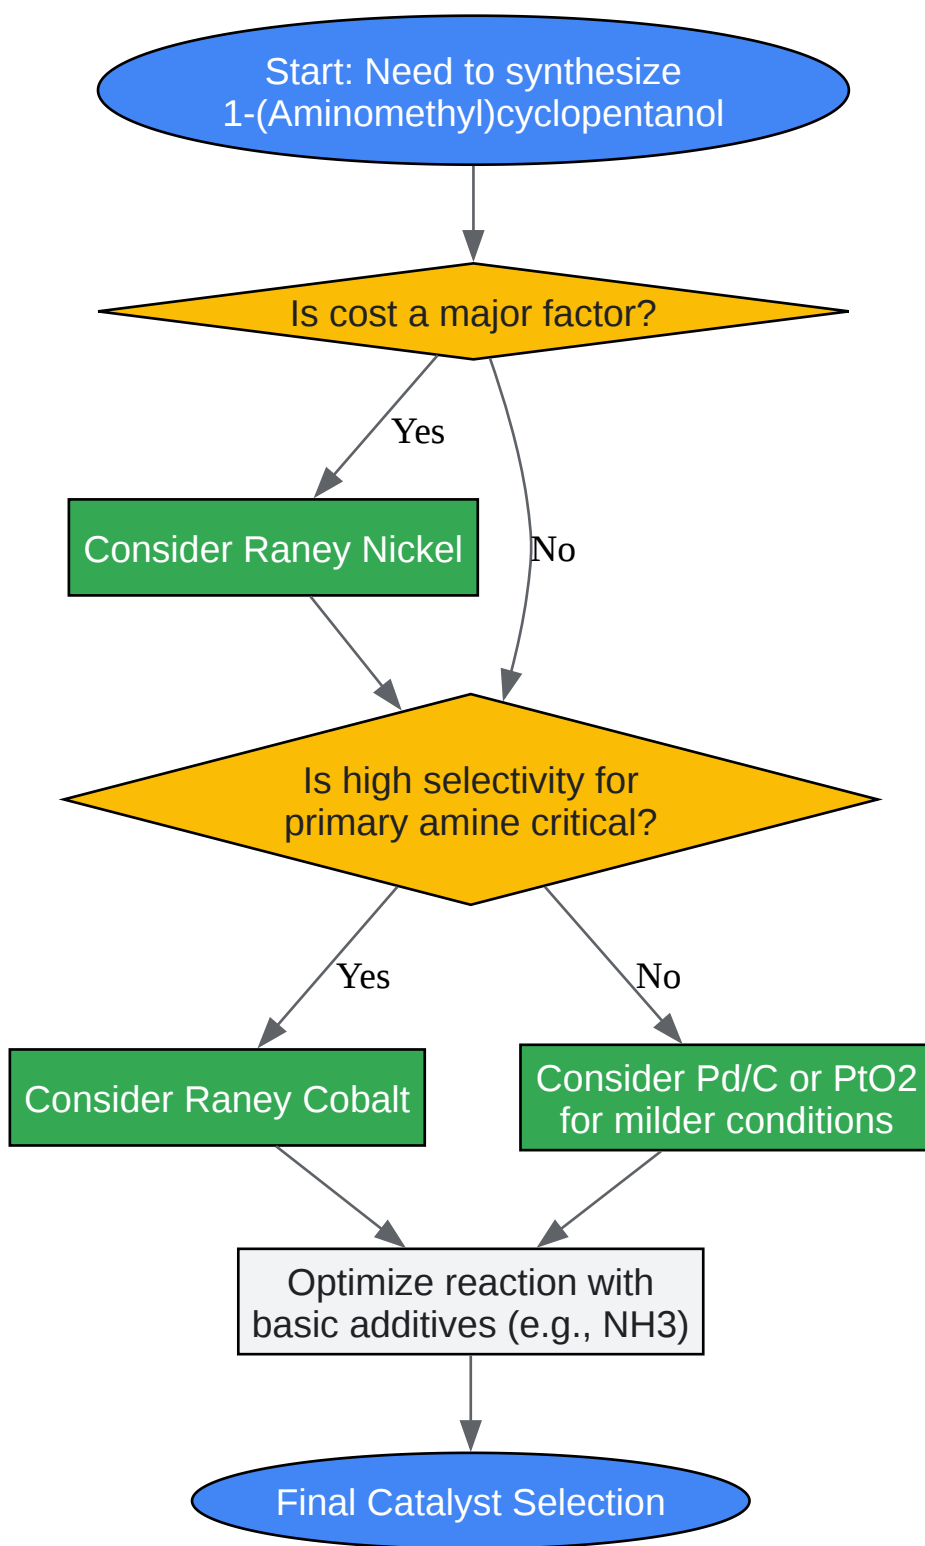 Start: Need to synthesize
1-(Aminomethyl)cyclopentanol
Is cost a major factor?
Yes
Consider Raney Nickel
No
Is high selectivity for
primary amine critical?
Yes
No
Consider Raney Cobalt
Consider Pd/C or PtO2
for milder conditions
Optimize reaction with
basic additives (e.g., NH3)
Final Catalyst Selection